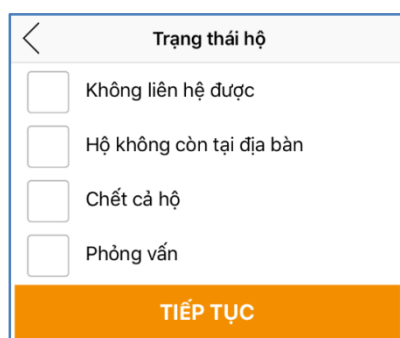 Trạng thái hộ
Không liên hệ được
Hộ không còn tại địa bàn
Chết cả hộ
Phỏng vấn
TIẾP TỤC